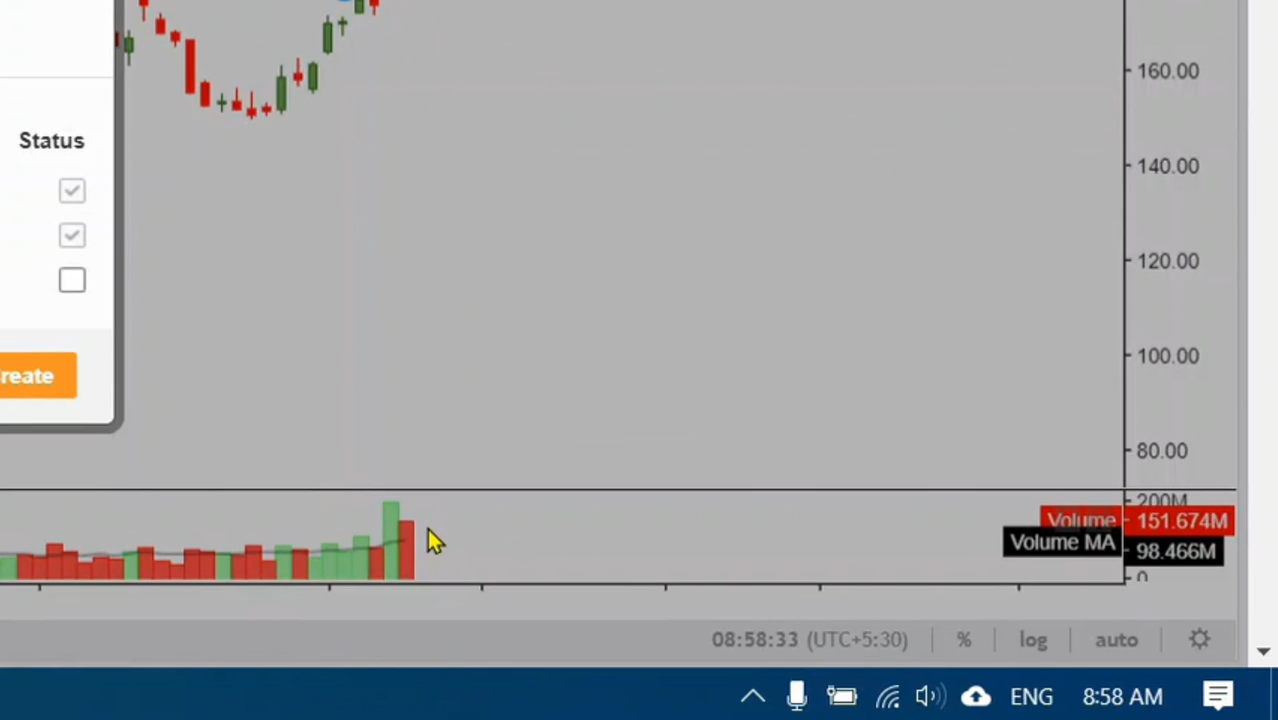 160.00
Status
140.00
120.00
100.00
reate
80.00
200M
Volume 151.674M
Volume MA 98.466M
0
08:58:33 (UTC+5:30) % log auto
ENG 8:58 AM